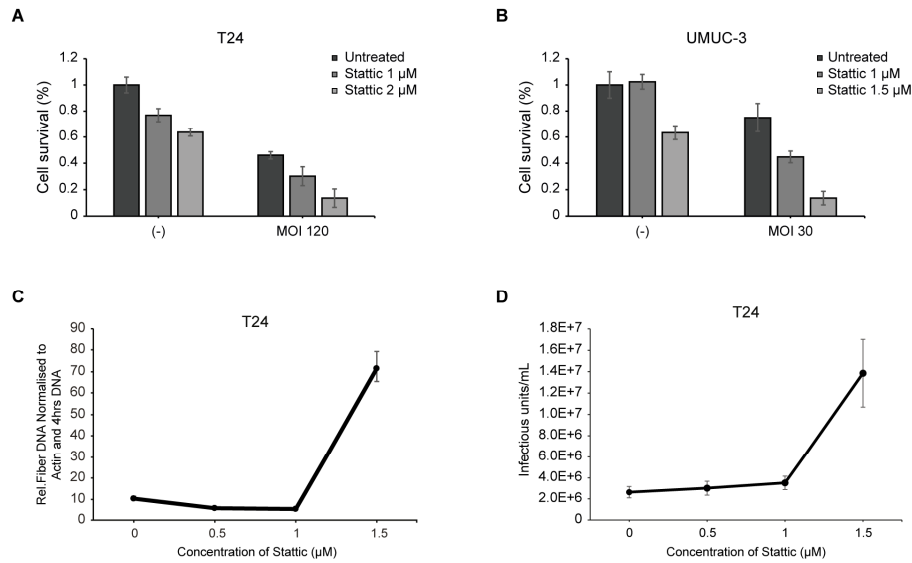 A
T24
1.2
1
0.8
0.6
0.4
0.2
0
Cell survival (%)
Untreated
Stattic 1 µM
Stattic 2 µM
(-)
MOI 120
B
UMUC-3
1.2
1
0.8
0.6
0.4
0.2
0
Cell survival (%)
Untreated
Stattic 1 µM
Stattic 1.5 µM
(-)
MOI 30
C
T24
90
80
70
60
50
40
30
20
10
0
Rel.Fiber DNA Normalised to
Actin and 4hrs DNA
0
0.5
1
1.5
Concentration of Stattic (µM)
D
T24
1.8E+7
1.6E+7
1.4E+7
1.2E+7
1.0E+7
8.0E+6
6.0E+6
4.0E+6
2.0E+6
0
Infectious units/mL
0
0.5
1
1.5
Concentration of Stattic (µM)